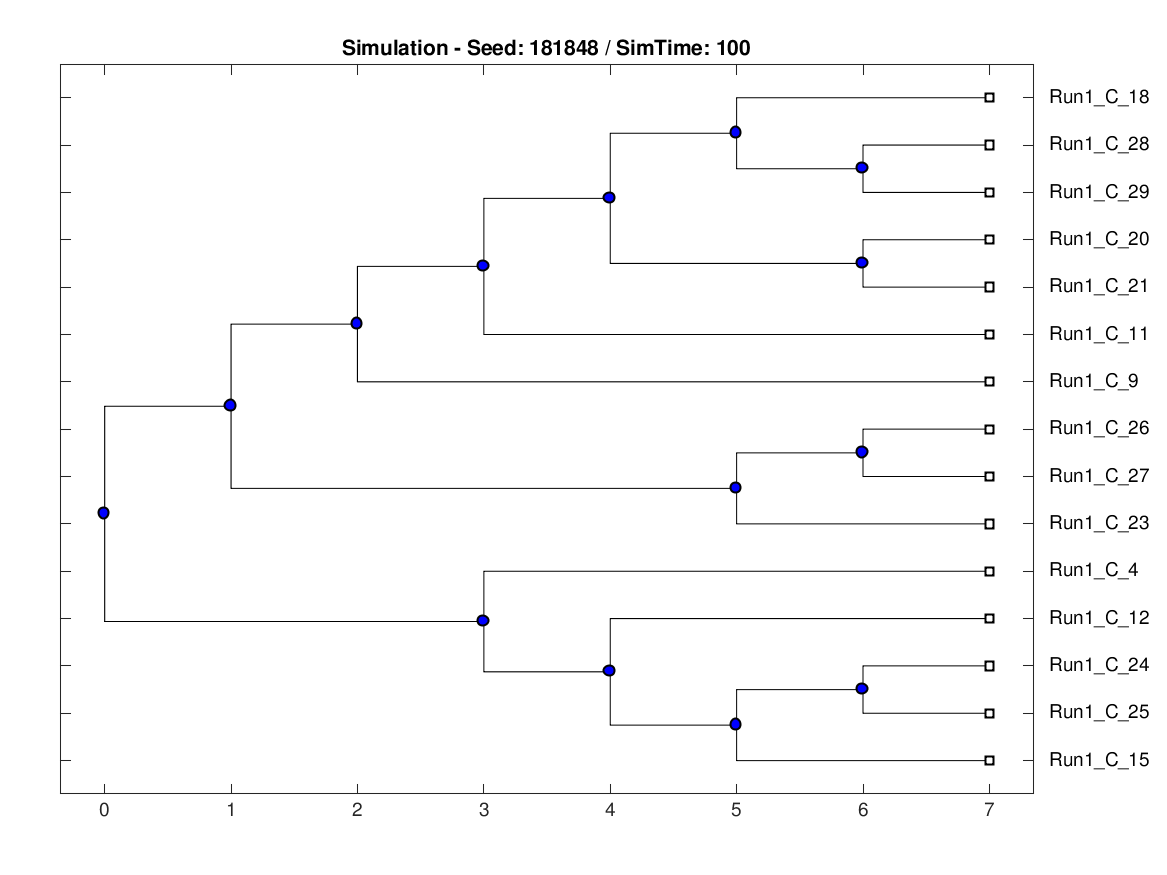 Simulation - Seed: 181848 / SimTime: 100
Run1_C_18
Run1_C_28
Run1_C_29
Run1_C_20
Run1_C_21
Run1_C_11
Run1_C_9
Run1_C_26
Run1_C_27
Run1_C_23
Run1_C_4
Run1_C_12
Run1_C_24
Run1_C_25
Run1_C_15
0 1 2 3 4 5 6 7